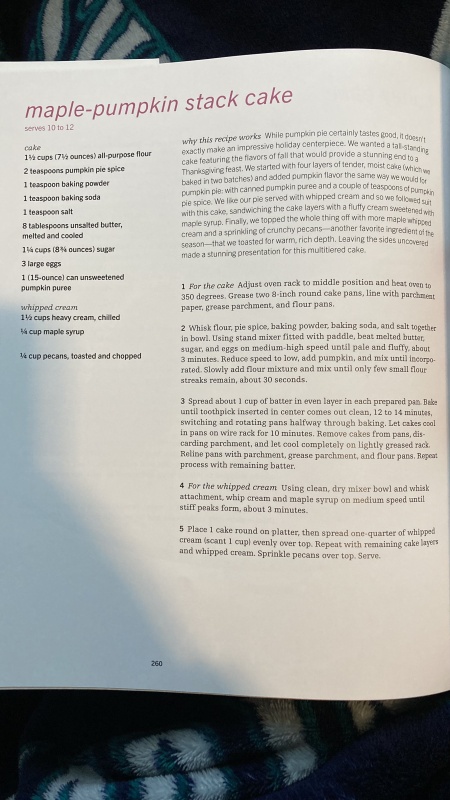 maple-pumpkin stack cake
serves 10 to 12
cake
1½ cups (7½ ounces) all-purpose flour
2 teaspoons pumpkin pie spice
1 teaspoon baking powder
1 teaspoon baking soda
1 teaspoon salt
8 tablespoons unsalted butter,
melted and cooled
1¼ cups (8¾ ounces) sugar
3 large eggs
1 (15-ounce) can unsweetened
pumpkin puree
whipped cream
1½ cups heavy cream, chilled
¼ cup maple syrup
¼ cup pecans, toasted and chopped
why this recipe works While pumpkin pie certainly tastes good, it doesn't
exactly make an impressive holiday centerpiece. We wanted a tall-standing
cake featuring the flavors of fall that would provide a stunning end to a
Thanksgiving feast. We started with four layers of tender, moist cake (which we
baked in two batches) and added pumpkin flavor the same way we would for
pumpkin pie: with canned pumpkin puree and a couple of teaspoons of pumpkin
pie spice. We like our pie served with whipped cream and so we followed suit
with this cake, sandwiching the cake layers with a fluffy cream sweetened with
maple syrup. Finally, we topped the whole thing off with more maple whipped
cream and a sprinkling of crunchy pecans—another favorite ingredient of the
season—that we toasted for warm, rich depth. Leaving the sides uncovered
made a stunning presentation for this multitiered cake.
1 For the cake Adjust oven rack to middle position and heat oven to
350 degrees. Grease two 8-inch round cake pans, line with parchment
paper, grease parchment, and flour pans.
2 Whisk flour, pie spice, baking powder, baking soda, and salt together
in bowl. Using stand mixer fitted with paddle, beat melted butter,
sugar, and eggs on medium-high speed until pale and fluffy, about
3 minutes. Reduce speed to low, add pumpkin, and mix until incorpo-
rated. Slowly add flour mixture and mix until only few small flour
streaks remain, about 30 seconds.
3 Spread about 1 cup of batter in even layer in each prepared pan. Bake
until toothpick inserted in center comes out clean, 12 to 14 minutes,
switching and rotating pans halfway through baking. Let cakes cool
in pans on wire rack for 10 minutes. Remove cakes from pans, dis-
carding parchment, and let cool completely on lightly greased rack.
Reline pans with parchment, grease parchment, and flour pans. Repeat
process with remaining batter.
4 For the whipped cream Using clean, dry mixer bowl and whisk
attachment, whip cream and maple syrup on medium speed until
stiff peaks form, about 3 minutes.
5 Place 1 cake round on platter, then spread one-quarter of whipped
cream (scant 1 cup) evenly over top. Repeat with remaining cake layers
and whipped cream. Sprinkle pecans over top. Serve.
260